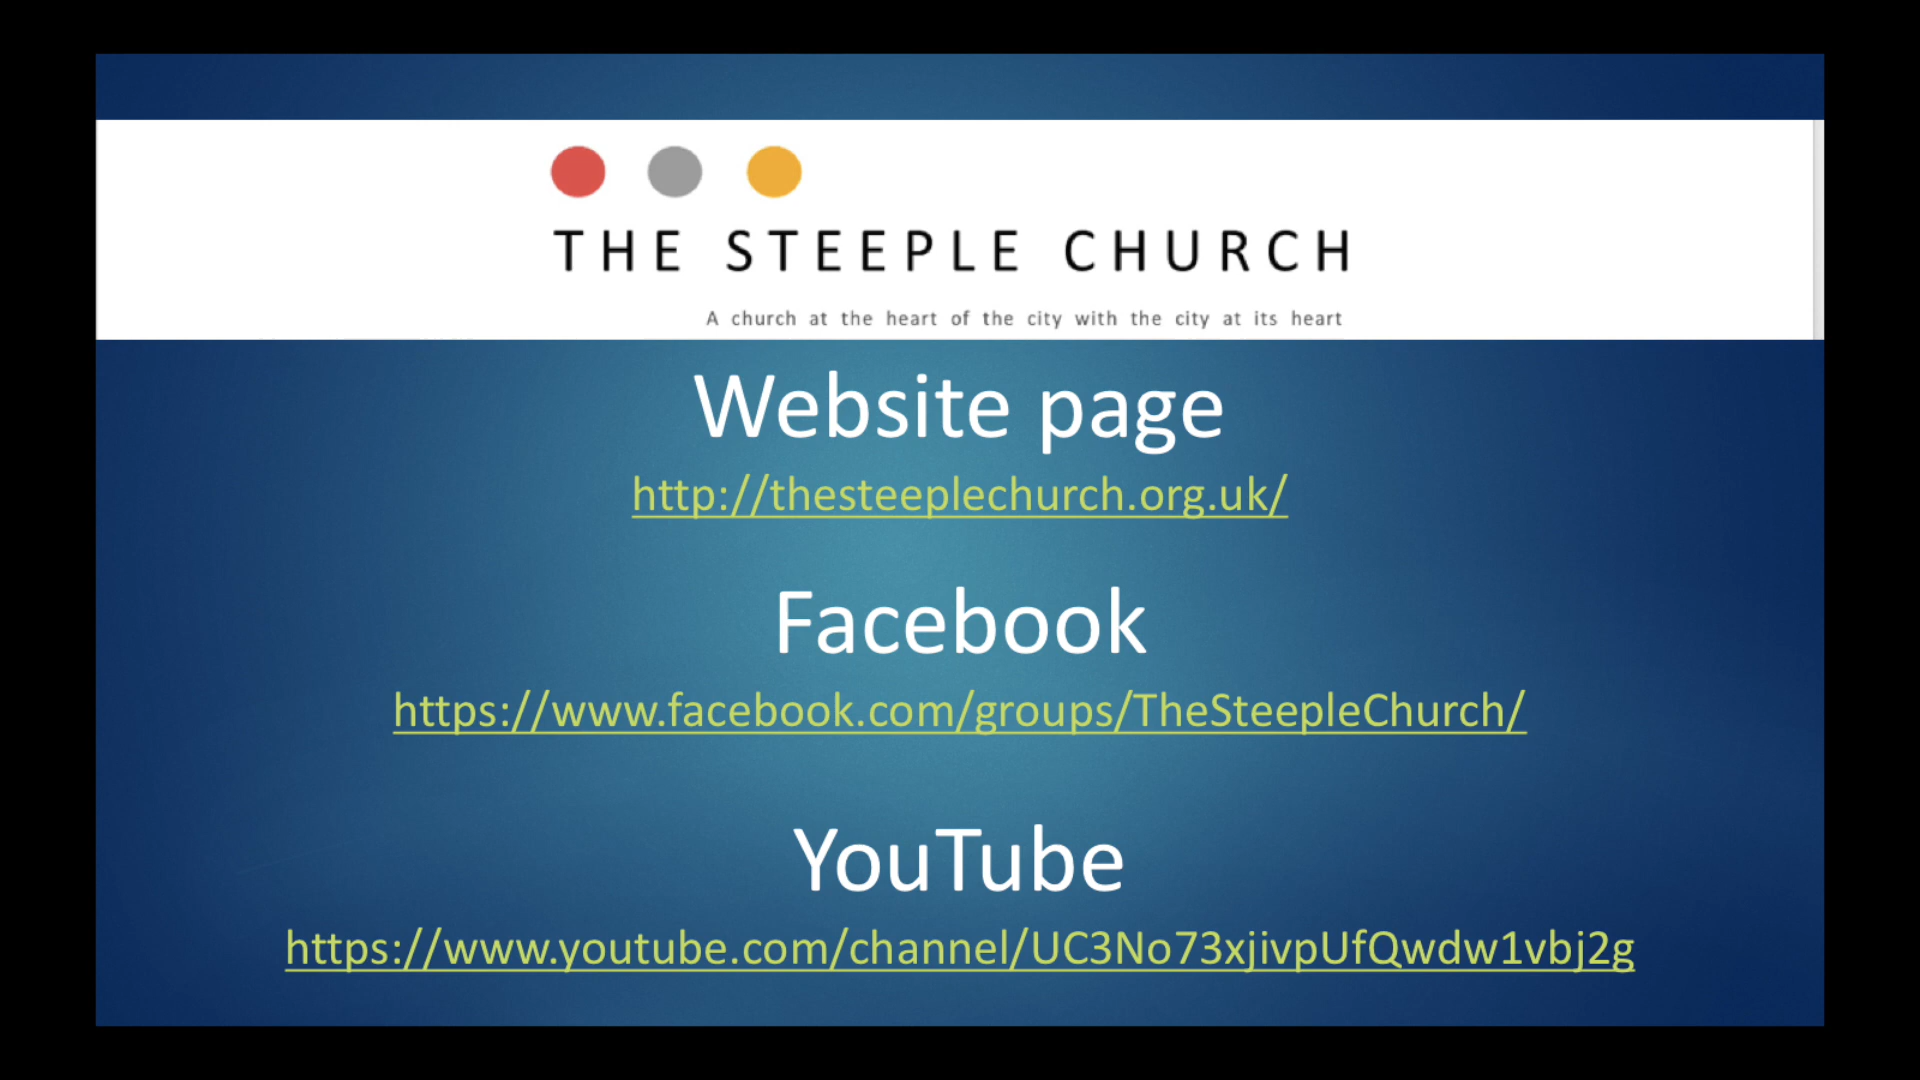 THE STEEPLE CHURCH
A church at the heart of the city with the city at its heart
Website page
http://thesteeplechurch.org.uk/
Facebook
https://www.facebook.com/groups/TheSteepleChurch/
YouTube
https://www.youtube.com/channel/UC3No73xjivpUfQwdw1vbj2g